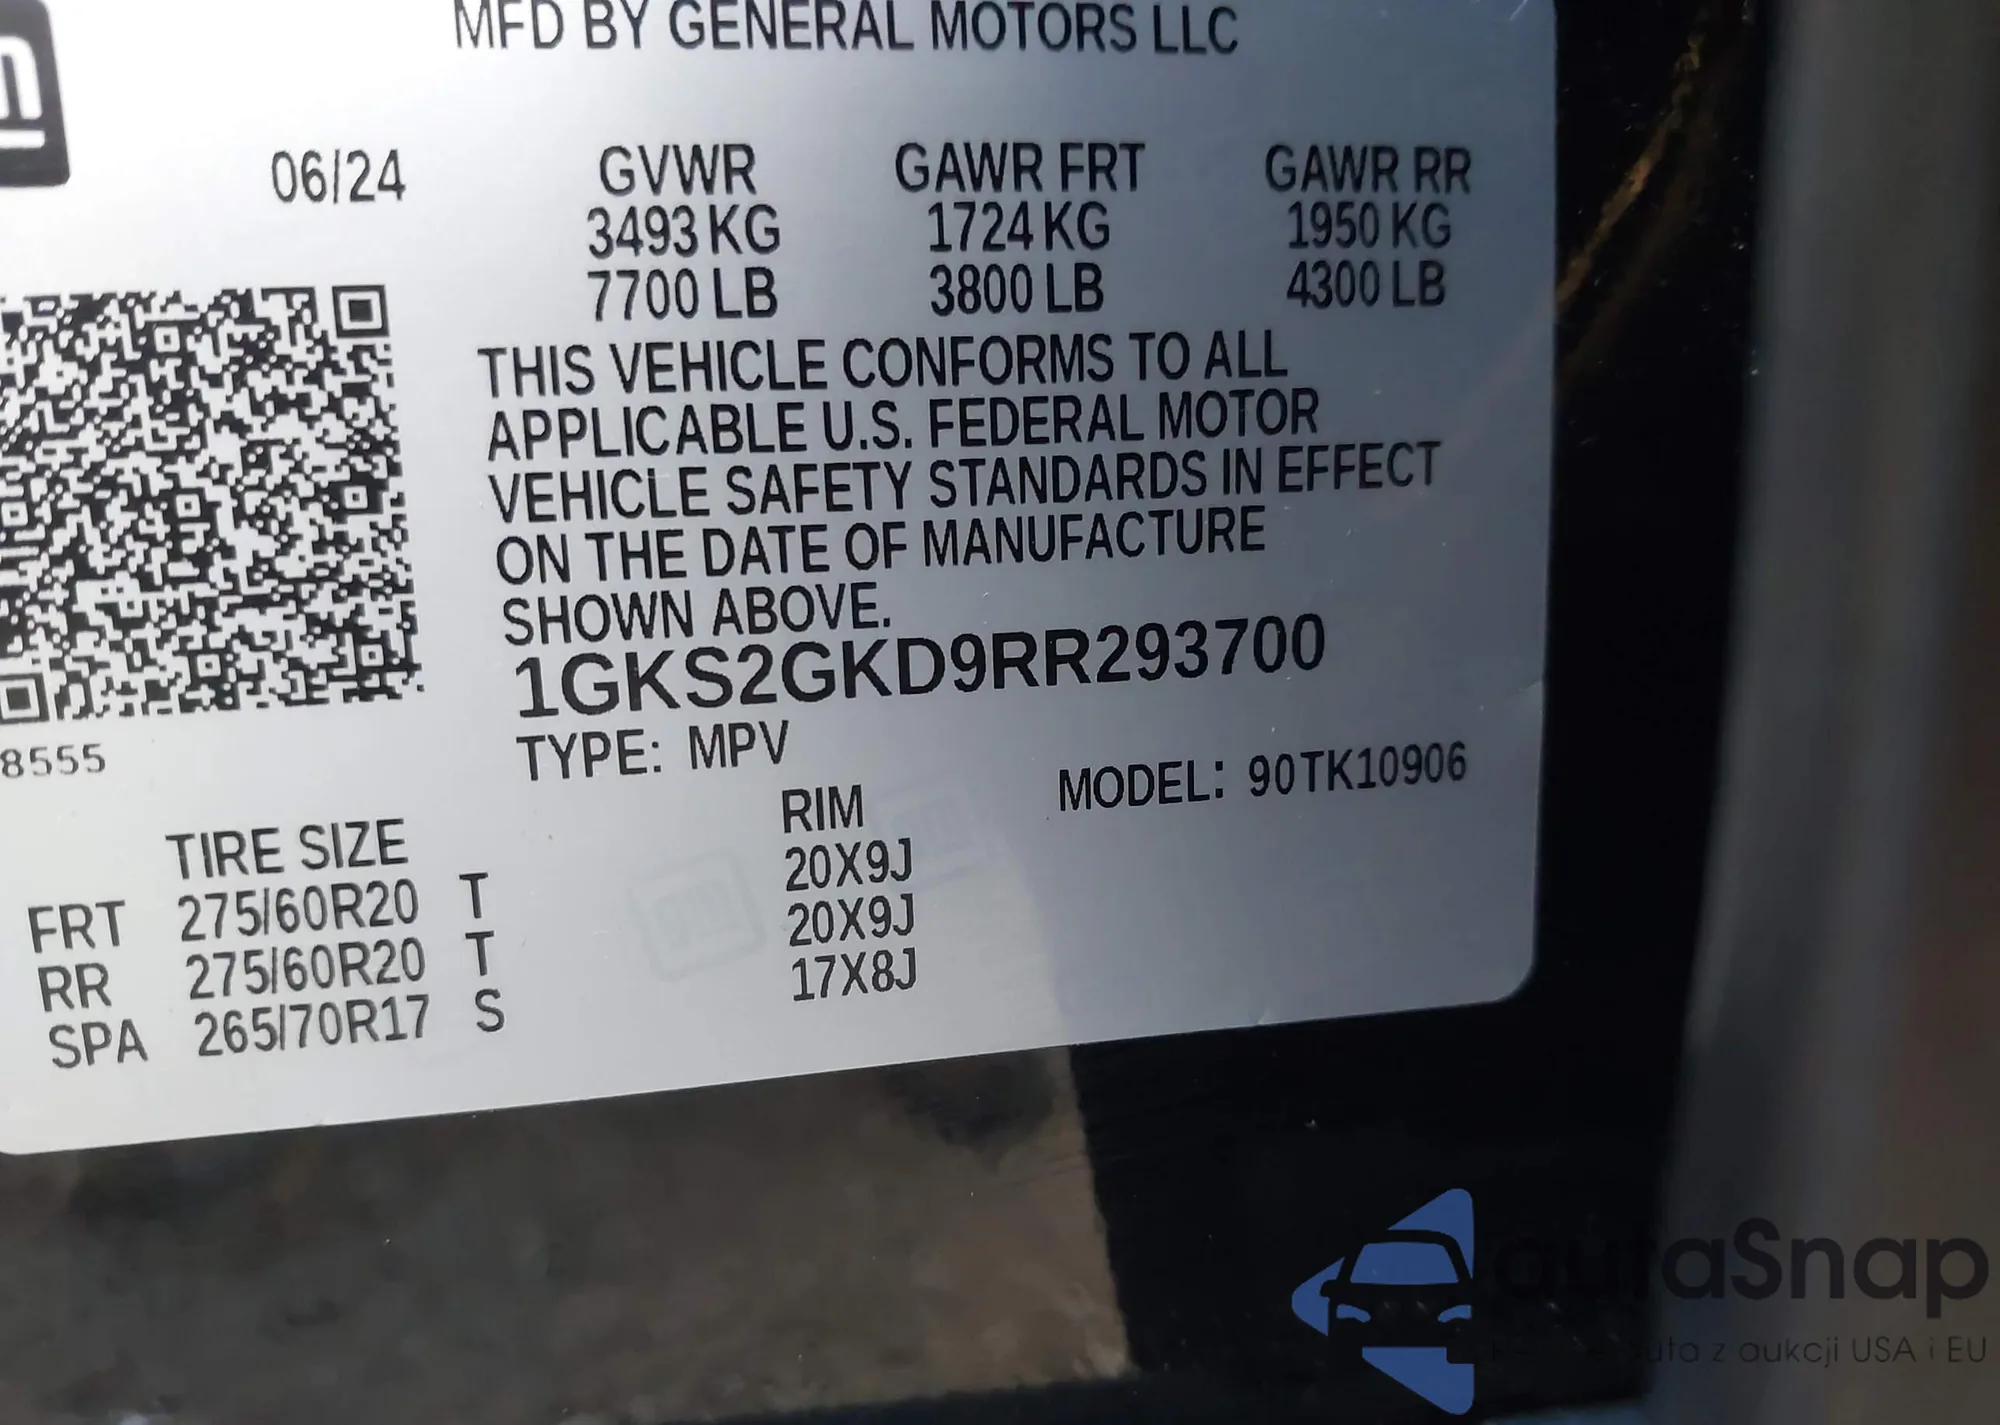 MFD BY GENERAL MOTORS LLC
06/24 GVWR GAWR FRT GAWR RR
3493 KG 1724 KG 1950 KG
7700 LB 3800 LB 4300 LB
THIS VEHICLE CONFORMS TO ALL
APPLICABLE U.S. FEDERAL MOTOR
VEHICLE SAFETY STANDARDS IN EFFECT
ON THE DATE OF MANUFACTURE
SHOWN ABOVE.
1GKS2GKD9RR293700
8555
TYPE: MPV MODEL: 90TK10906
TIRE SIZE RIM
FRT 275/60R20 T 20X9J
RR 275/60R20 T 20X9J
SPA 265/70R17 S 17X8J
autaSnap
auta z aukcji USA i EU